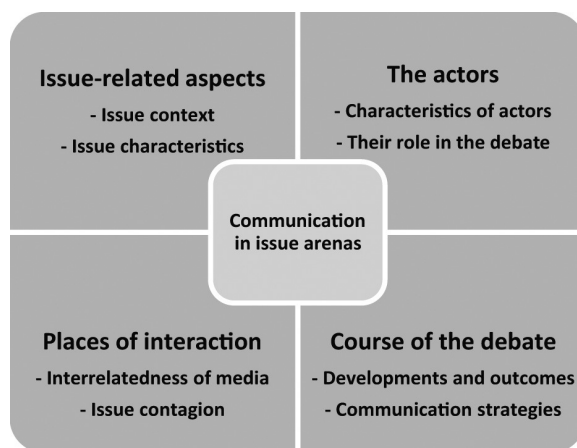 Issue-related aspects
- Issue context
- Issue characteristics
The actors
- Characteristics of actors
- Their role in the debate
Communication
in issue arenas
Places of interaction
- Interrelatedness of media
- Issue contagion
Course of the debate
- Developments and outcomes
- Communication strategies